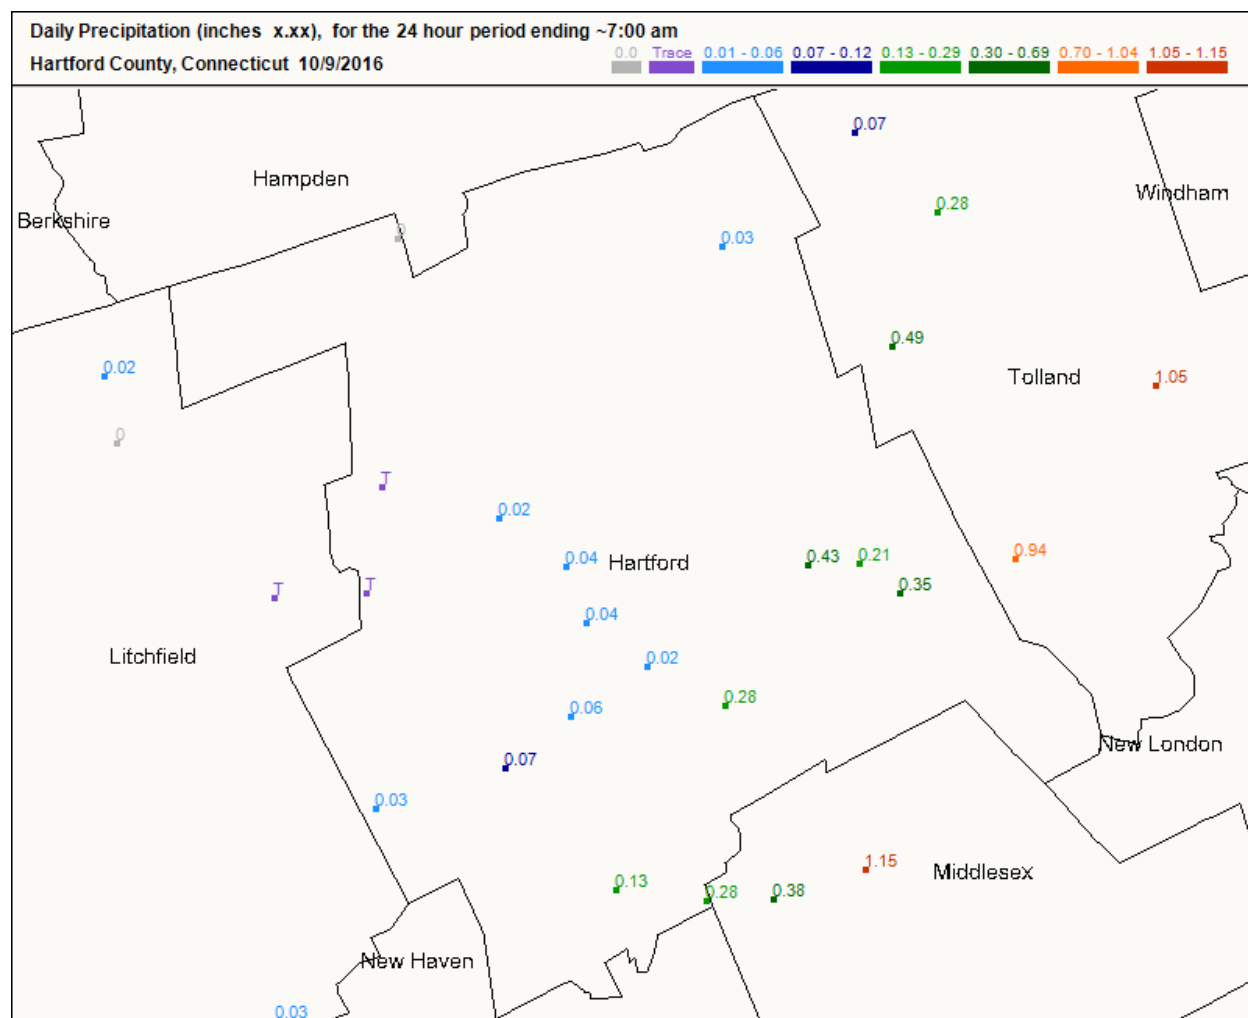 Daily Precipitation (inches x.xx), for the 24 hour period ending ~7:00 am
Hartford County, Connecticut 10/9/2016
0.0 Trace 0.01 - 0.06 0.07 - 0.12 0.13 - 0.29 0.30 - 0.69 0.70 - 1.04 1.05 - 1.15
0.07
Hampden
Windham
0.28
Berkshire
0
0.03
0.49
0.02
Tolland
1.05
0
T
0.02
0.04
Hartford
0.43
0.21
0.94
T
T
0.35
0.04
Litchfield
0.02
0.28
0.06
New London
0.07
0.03
1.15
Middlesex
0.13
0.28
0.38
New Haven
0.03